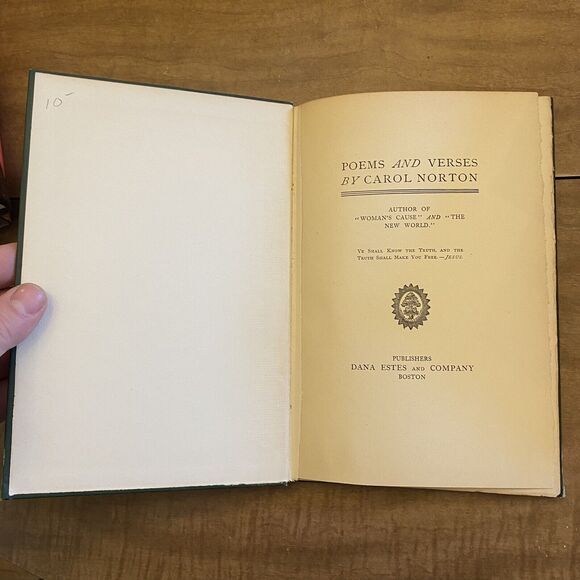 10-
POEMS AND VERSES
BY CAROL NORTON
AUTHOR OF
"WOMAN'S CAUSE" AND "THE
NEW WORLD."
YE SHALL KNOW THE TRUTH, AND THE
TRUTH SHALL MAKE YOU FREE.—JESUS.
PUBLISHERS
DANA ESTES AND COMPANY
BOSTON